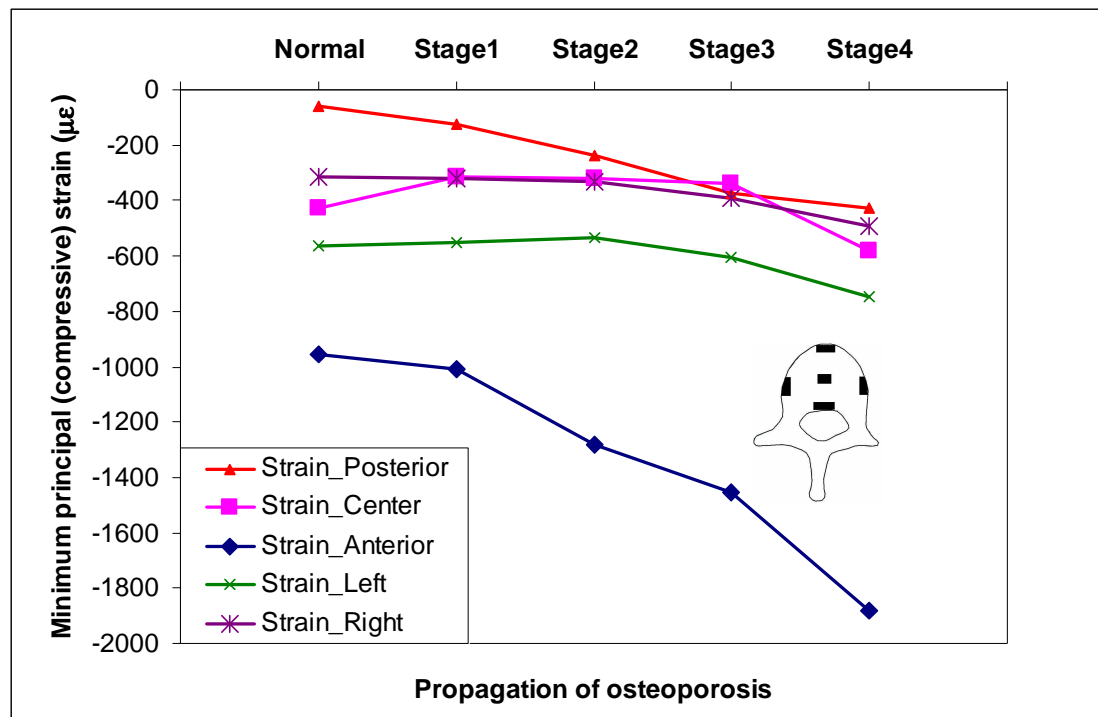 Normal Stage1 Stage2 Stage3 Stage4
Minimum principal (compressive) strain (με)
0
-200
-400
-600
-800
-1000
-1200
-1400
-1600
-1800
-2000
Strain_Posterior
Strain_Center
Strain_Anterior
Strain_Left
Strain_Right
Propagation of osteoporosis